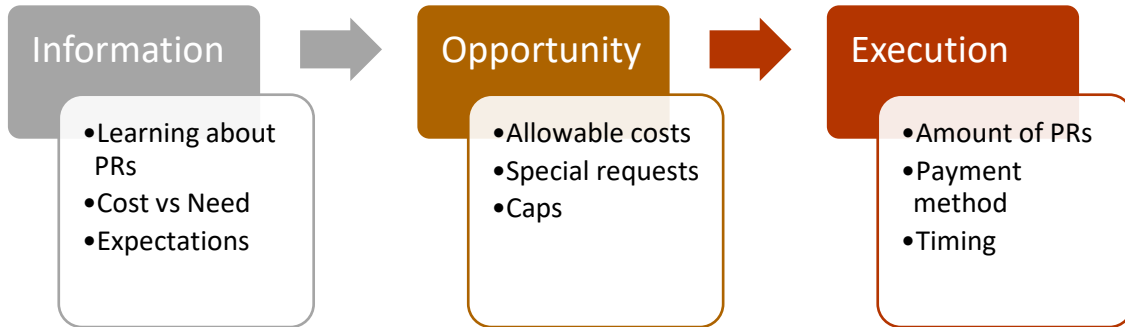 Information
•Learning about
PRs
•Cost vs Need
•Expectations
Opportunity
•Allowable costs
•Special requests
•Caps
Execution
•Amount of PRs
•Payment
method
•Timing